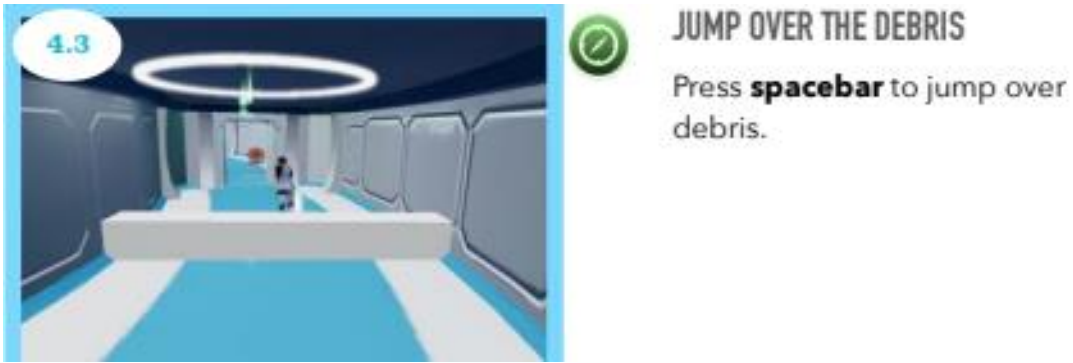 4.3
JUMP OVER THE DEBRIS
Press spacebar to jump over
debris.